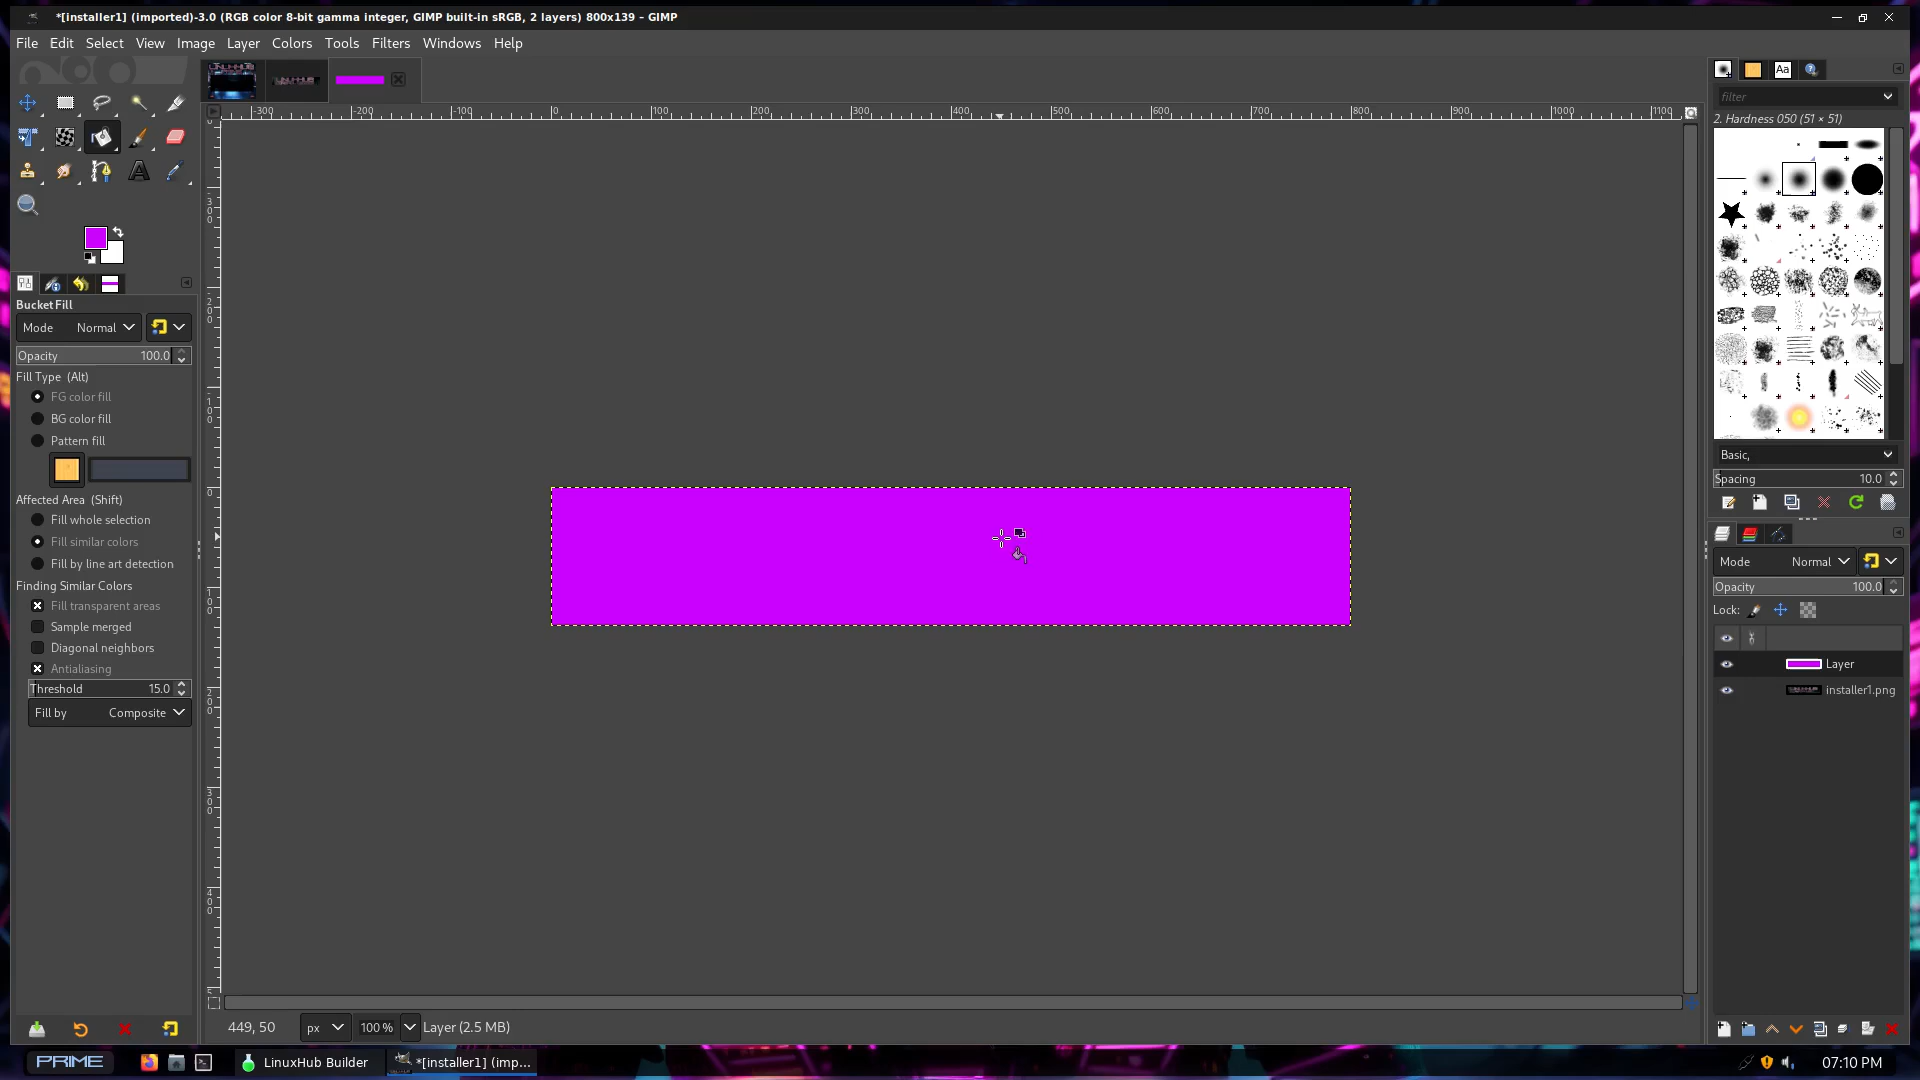 *[installer1] (imported)-3.0 (RGB color 8-bit gamma integer, GIMP built-in sRGB, 2 layers) 800x139 – GIMP
File Edit Select View Image Layer Colors Tools Filters Windows Help
Aa
filter
-300 -200 -100 0 100 200 300 400 500 600 700 800 900 1000 1100
2. Hardness 050 (51 × 51)
Bucket Fill
Mode Normal
Opacity 100.0
Fill Type (Alt)
FG color fill
BG color fill
Pattern fill
Affected Area (Shift)
Fill whole selection
Fill similar colors
Fill by line art detection
Finding Similar Colors
Fill transparent areas
Sample merged
Diagonal neighbors
Antialiasing
Threshold 15.0
Fill by Composite
Basic,
Spacing 10.0
Mode Normal
Opacity 100.0
Lock:
Layer
installer1.png
449, 50 px 100 % Layer (2.5 MB)
PRIME LinuxHub Builder *[installer1] (imp... 07:10 PM